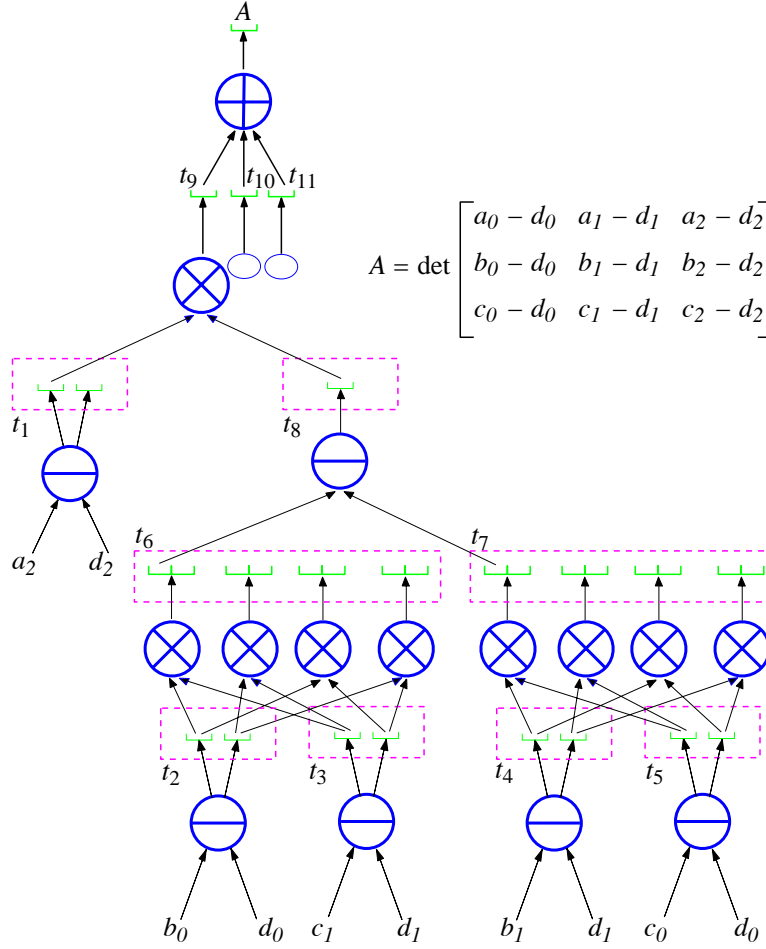 A
t₉ t₁₀ t₁₁
A = det
a₀ − d₀ a₁ − d₁ a₂ − d₂
b₀ − d₀ b₁ − d₁ b₂ − d₂
c₀ − d₀ c₁ − d₁ c₂ − d₂
t₁ t₈
a₂ d₂
t₆ t₇
t₂ t₃ t₄ t₅
b₀ d₀ c₁ d₁ b₁ d₁ c₀ d₀